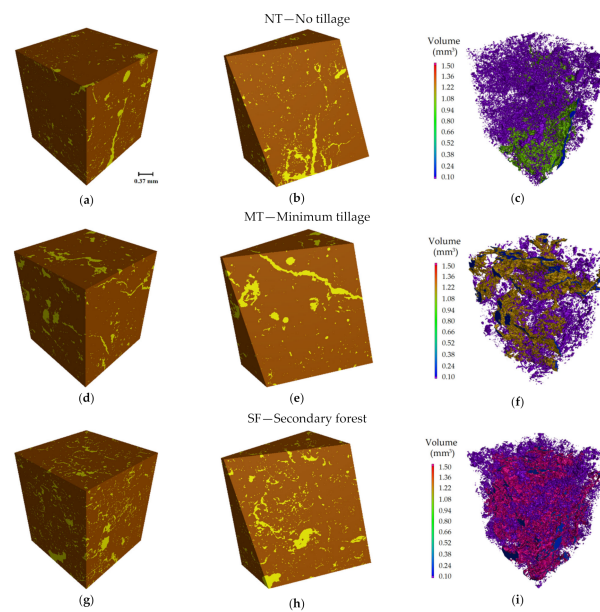 NT—No tillage
Volume
(mm³)
1.50
1.36
1.22
1.08
0.94
0.80
0.66
0.52
0.38
0.24
0.10
0.37 mm
(a)
(b)
(c)
MT—Minimum tillage
Volume
(mm³)
1.50
1.36
1.22
1.08
0.94
0.80
0.66
0.52
0.38
0.24
0.10
(d)
(e)
(f)
SF—Secondary forest
Volume
(mm³)
1.50
1.36
1.22
1.08
0.94
0.80
0.66
0.52
0.38
0.24
0.10
(g)
(h)
(i)